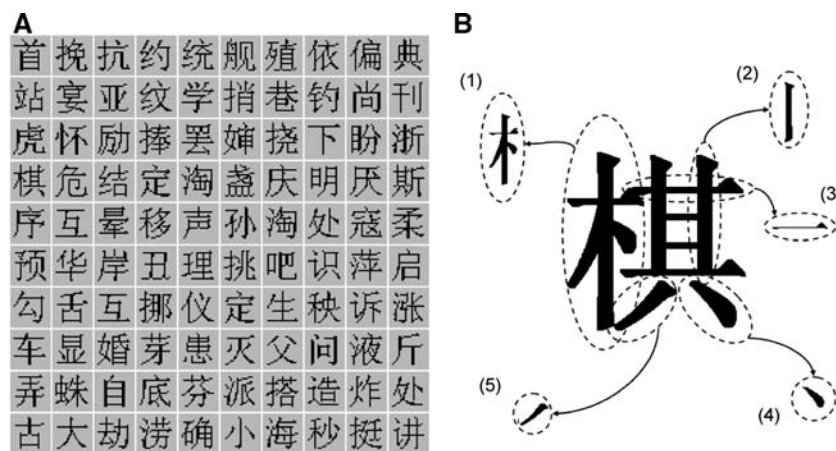 A
首挽抗约统舰殖依偏典
站宴亚纹学捎巷钓尚刊
虎怀励捧罢婶挠下盼浙
棋危结定淘盏庆明厌斯
序互晕移声孙淘处寇柔
预华岸丑理挑吧识萍启
勾舌互挪仪定生秧诉涨
车显婚芽患灭父问液斤
弄蛛自底芬派搭造炸处
古大劫涝确小海秒挺讲
B
(1)
(2)
(3
(4)
(5)
棋